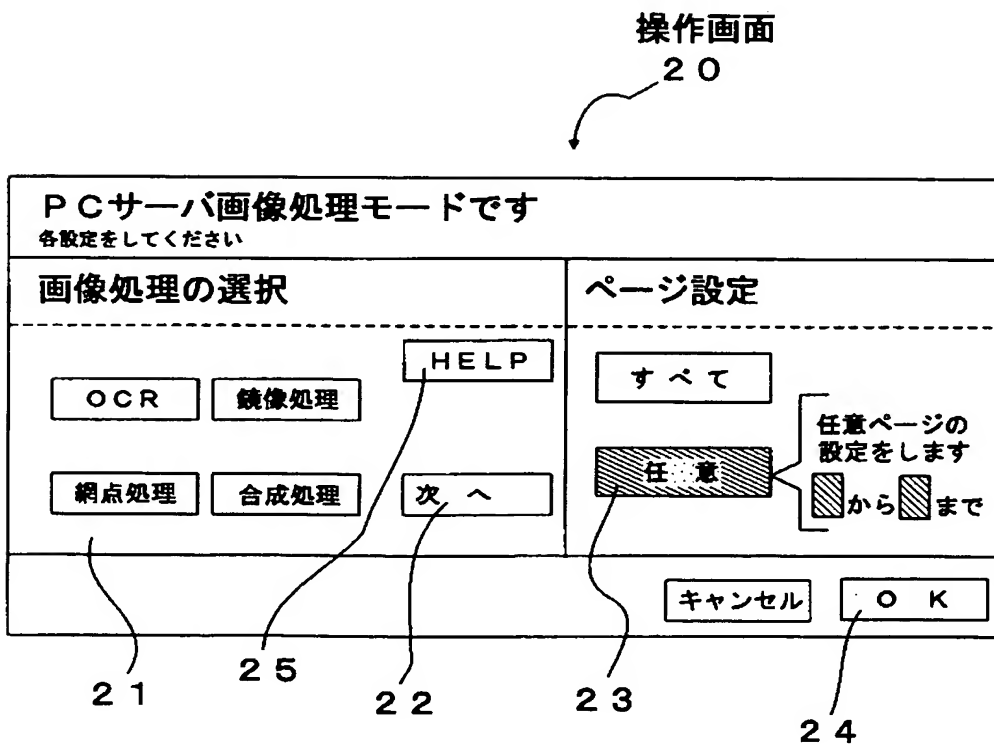 操作画面
20
PCサーバ画像処理モードです
各設定をしてください
画像処理の選択
ページ設定
HELP
OCR
鏡像処理
網点処理
合成処理
次へ
すべて
任意
任意ページの
設定をします
から
まで
キャンセル
OK
21
25
22
23
24